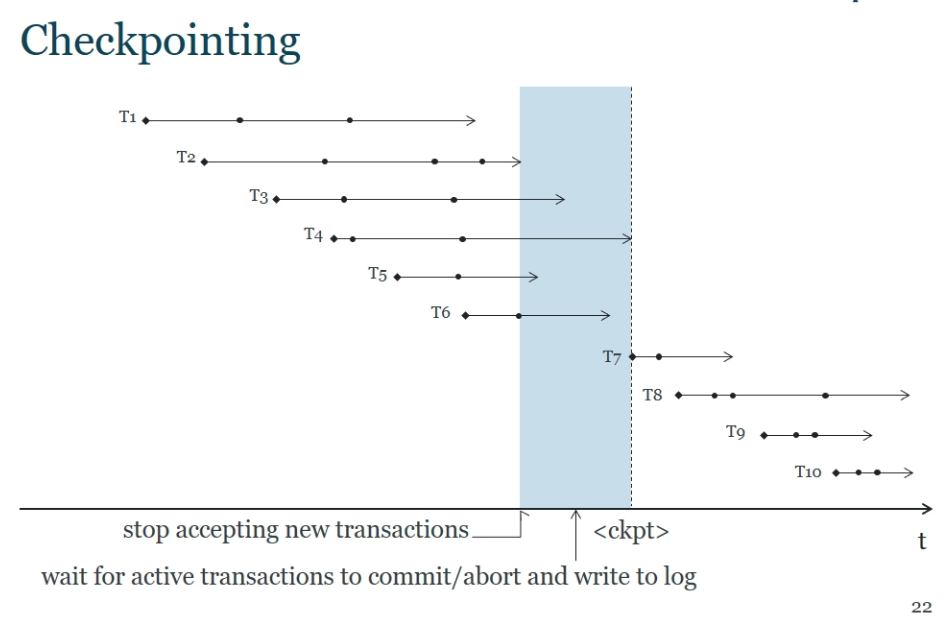 Checkpointing
T1
T2
T3
T4
T5
T6
T7
T8
T9
T10
stop accepting new transactions
<ckpt>
t
wait for active transactions to commit/abort and write to log
22